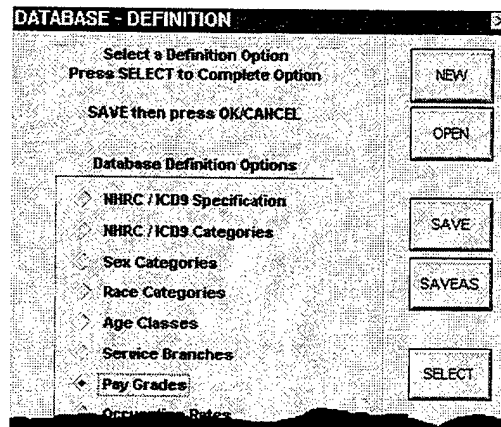 DATABASE - DEFINITION
Select a Definition Option
Press SELECT to Complete Option
SAVE then press OK/CANCEL
Database Definition Options
NHRC / ICD9 Specification
NHRC / ICD9 Categories
Sex Categories
Race Categories
Age Classes
Service Branches
Pay Grades
Occupation Rates
NEW
OPEN
SAVE
SAVEAS
SELECT